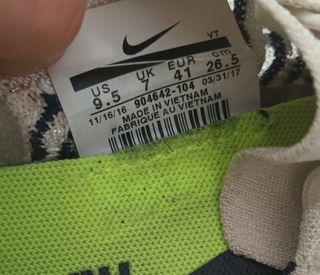 VT
US UK EUR cm
9.5 7 41 26.5
11/16/16 904642-104 03/31/17
MADE IN VIETNAM
FABRIQUÉ AU VIETNAM